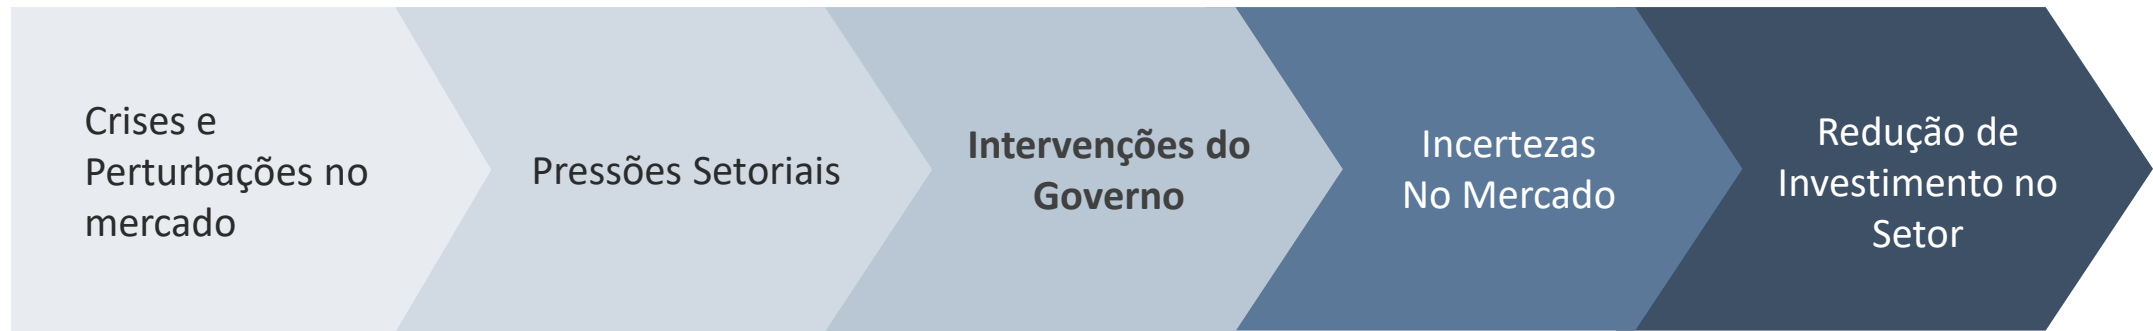 Crises e
Perturbações no
mercado
Pressões Setoriais
Intervenções do
Governo
Incertezas
No Mercado
Redução de
Investimento no
Setor